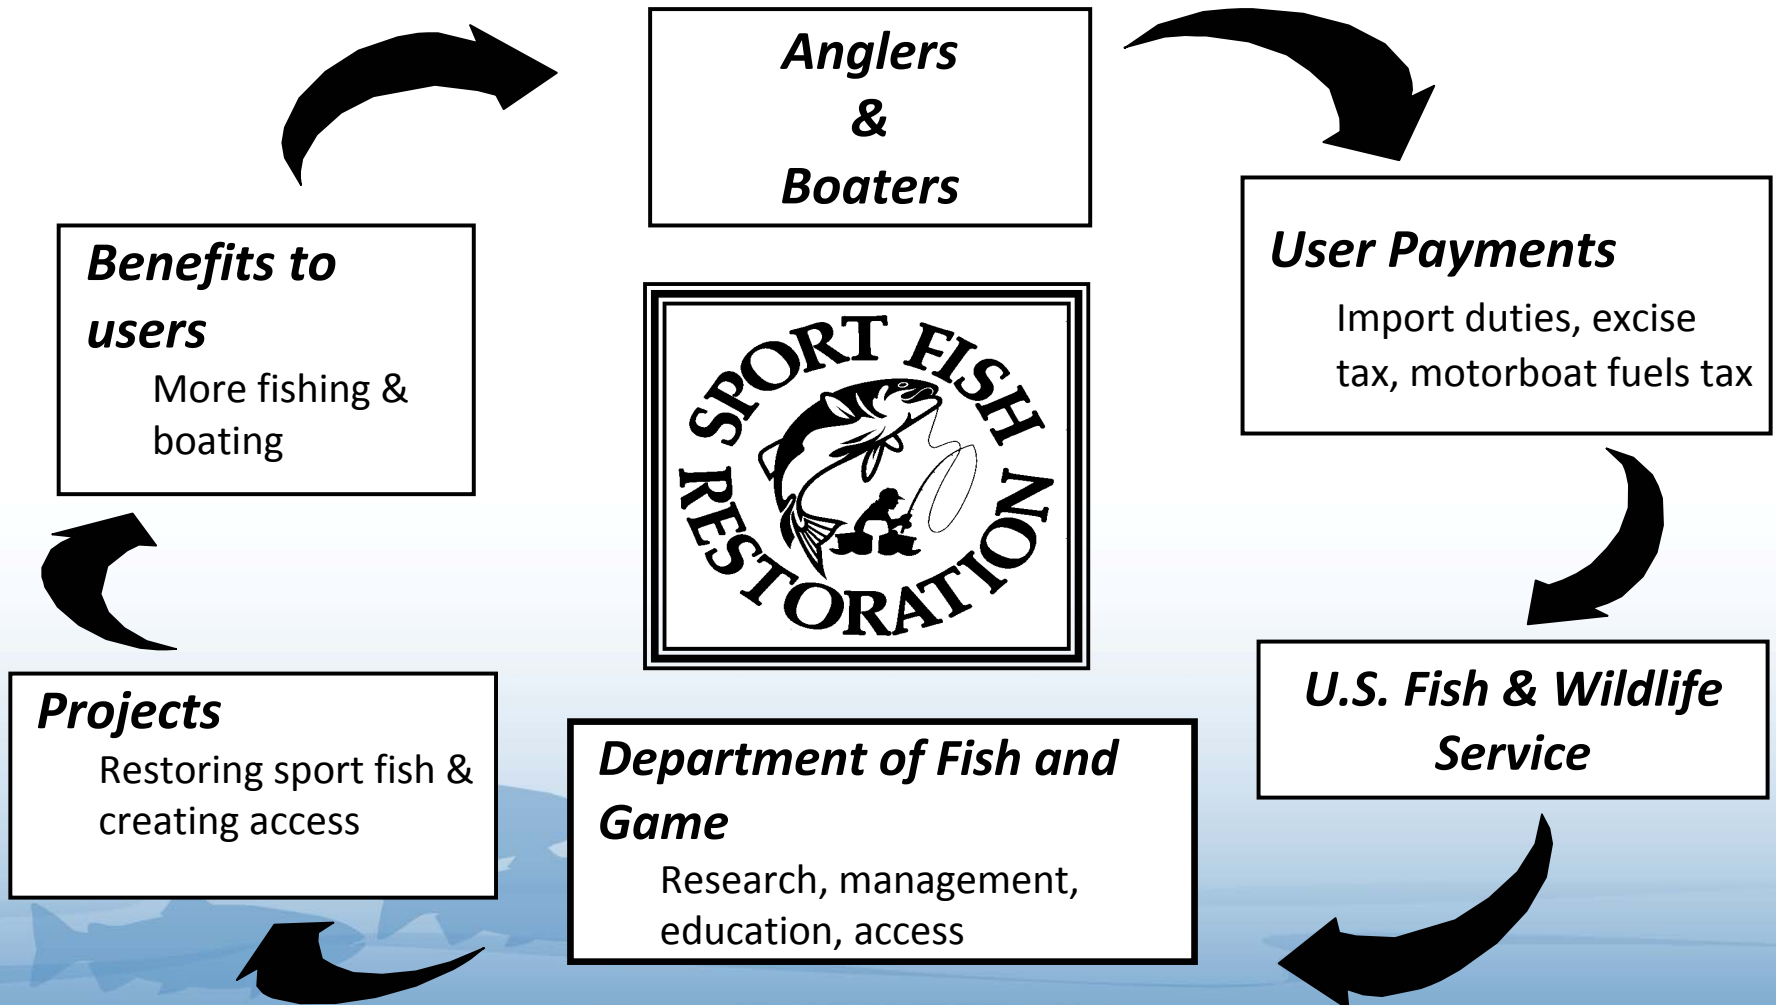 Anglers
&
Boaters
User Payments
Import duties, excise
tax, motorboat fuels tax
U.S. Fish & Wildlife
Service
Department of Fish and
Game
Research, management,
education, access
Projects
Restoring sport fish &
creating access
Benefits to
users
More fishing &
boating
SPORT FISH
RESTORATION